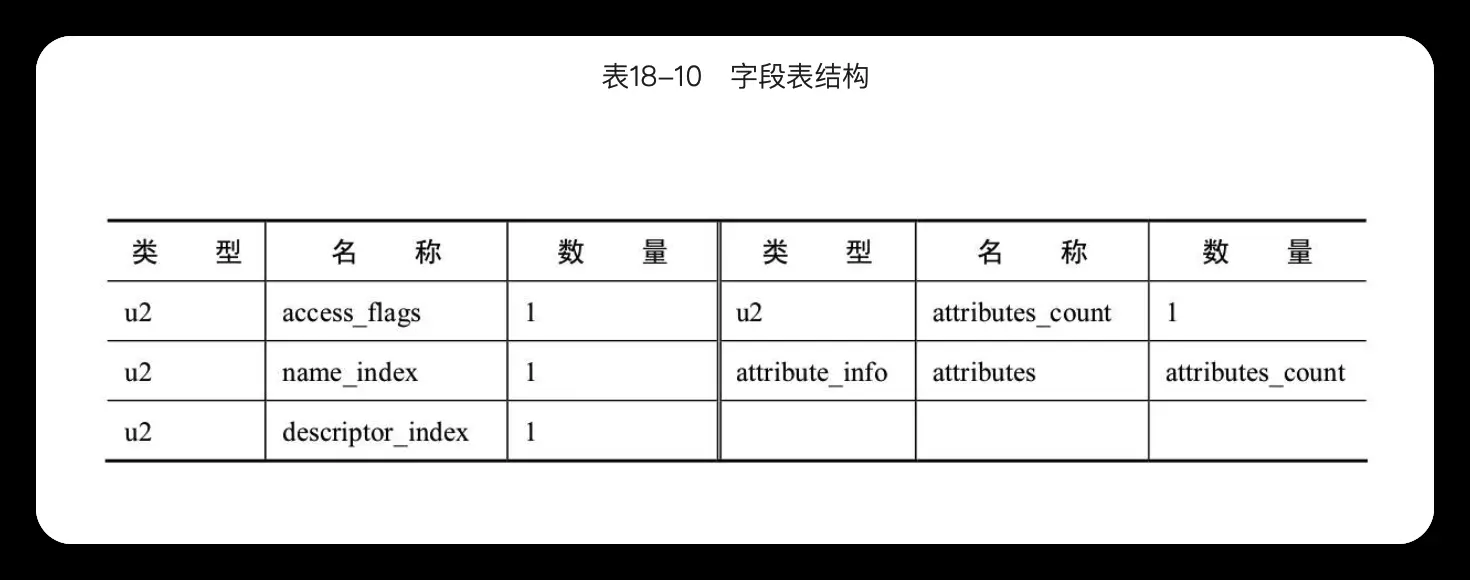 表18-10 字段表结构
类 型 名 称 数 量 类 型 名 称 数 量
u2 access_flags 1 u2 attributes_count 1
u2 name_index 1 attribute_info attributes attributes_count
u2 descriptor_index 1